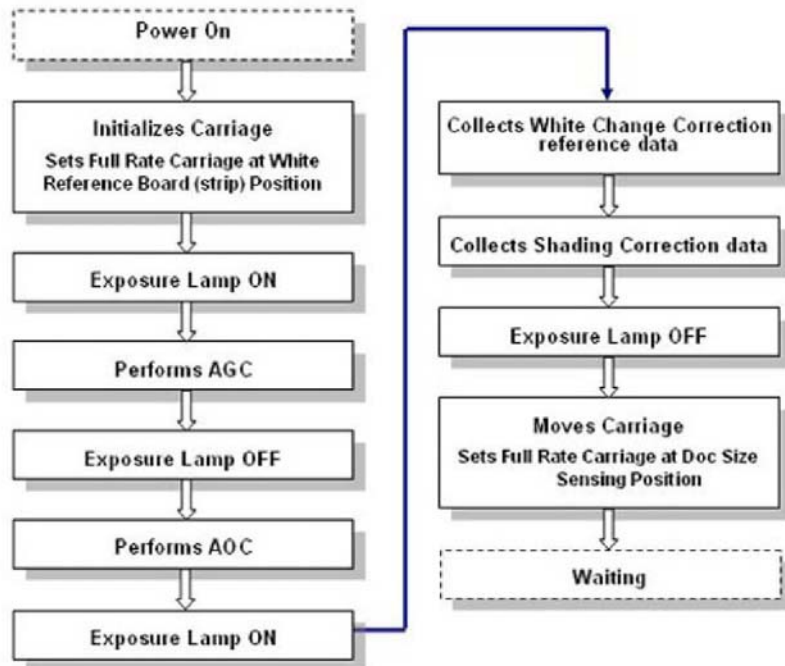 Power On
Initializes Carriage
Sets Full Rate Carriage at White
Reference Board (strip) Position
Exposure Lamp ON
Performs AGC
Exposure Lamp OFF
Performs AOC
Exposure Lamp ON
Collects White Change Correction
reference data
Collects Shading Correction data
Exposure Lamp OFF
Moves Carriage
Sets Full Rate Carriage at Doc Size
Sensing Position
Waiting